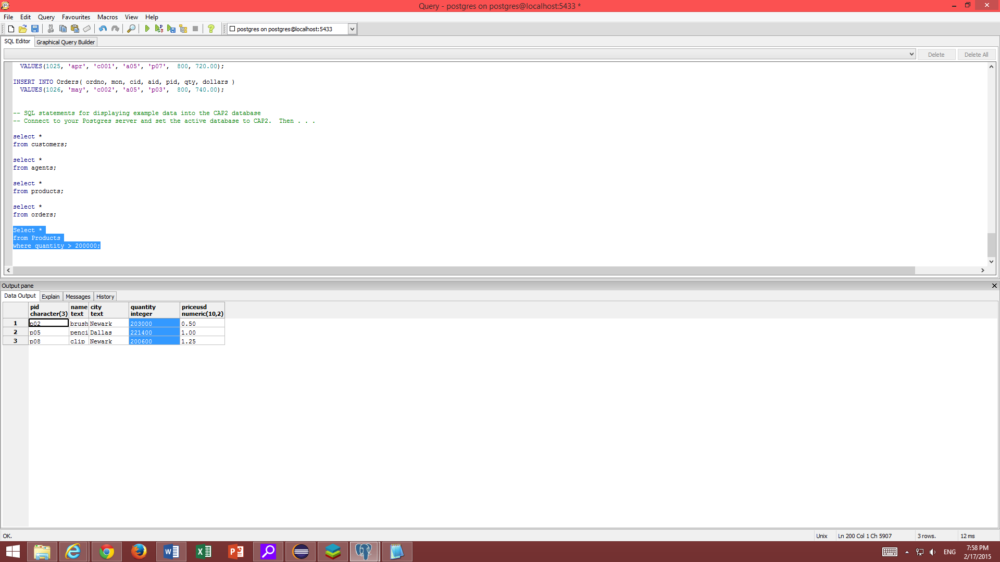 Query - postgres on postgres@localhost:5433 *
File Edit Query Favourites Macros View Help
postgres on postgres@localhost:5433
SQL Editor Graphical Query Builder
Delete Delete All
VALUES(1025, 'apr', 'c001', 'a05', 'p07',  800, 720.00);
INSERT INTO Orders( ordno, mon, cid, aid, pid, qty, dollars )
VALUES(1026, 'may', 'c002', 'a05', 'p03',  800, 740.00);
-- SQL statements for displaying example data into the CAP2 database
-- Connect to your Postgres server and set the active database to CAP2.  Then . . .
select *
from customers;
select *
from agents;
select *
from products;
select *
from orders;
Select *
from Products
where quantity > 200000;
Output pane
Data Output Explain Messages History
pid name city quantity priceusd
character(3) text text integer numeric(10,2)
1 p02 brush Newark 203000 0.50
2 p05 penci Dallas 221400 1.00
3 p08 clip Newark 200600 1.25
OK. Unix Ln 200 Col 1 Ch 5907 3 rows. 12 ms
ENG 7:58 PM
2/17/2015